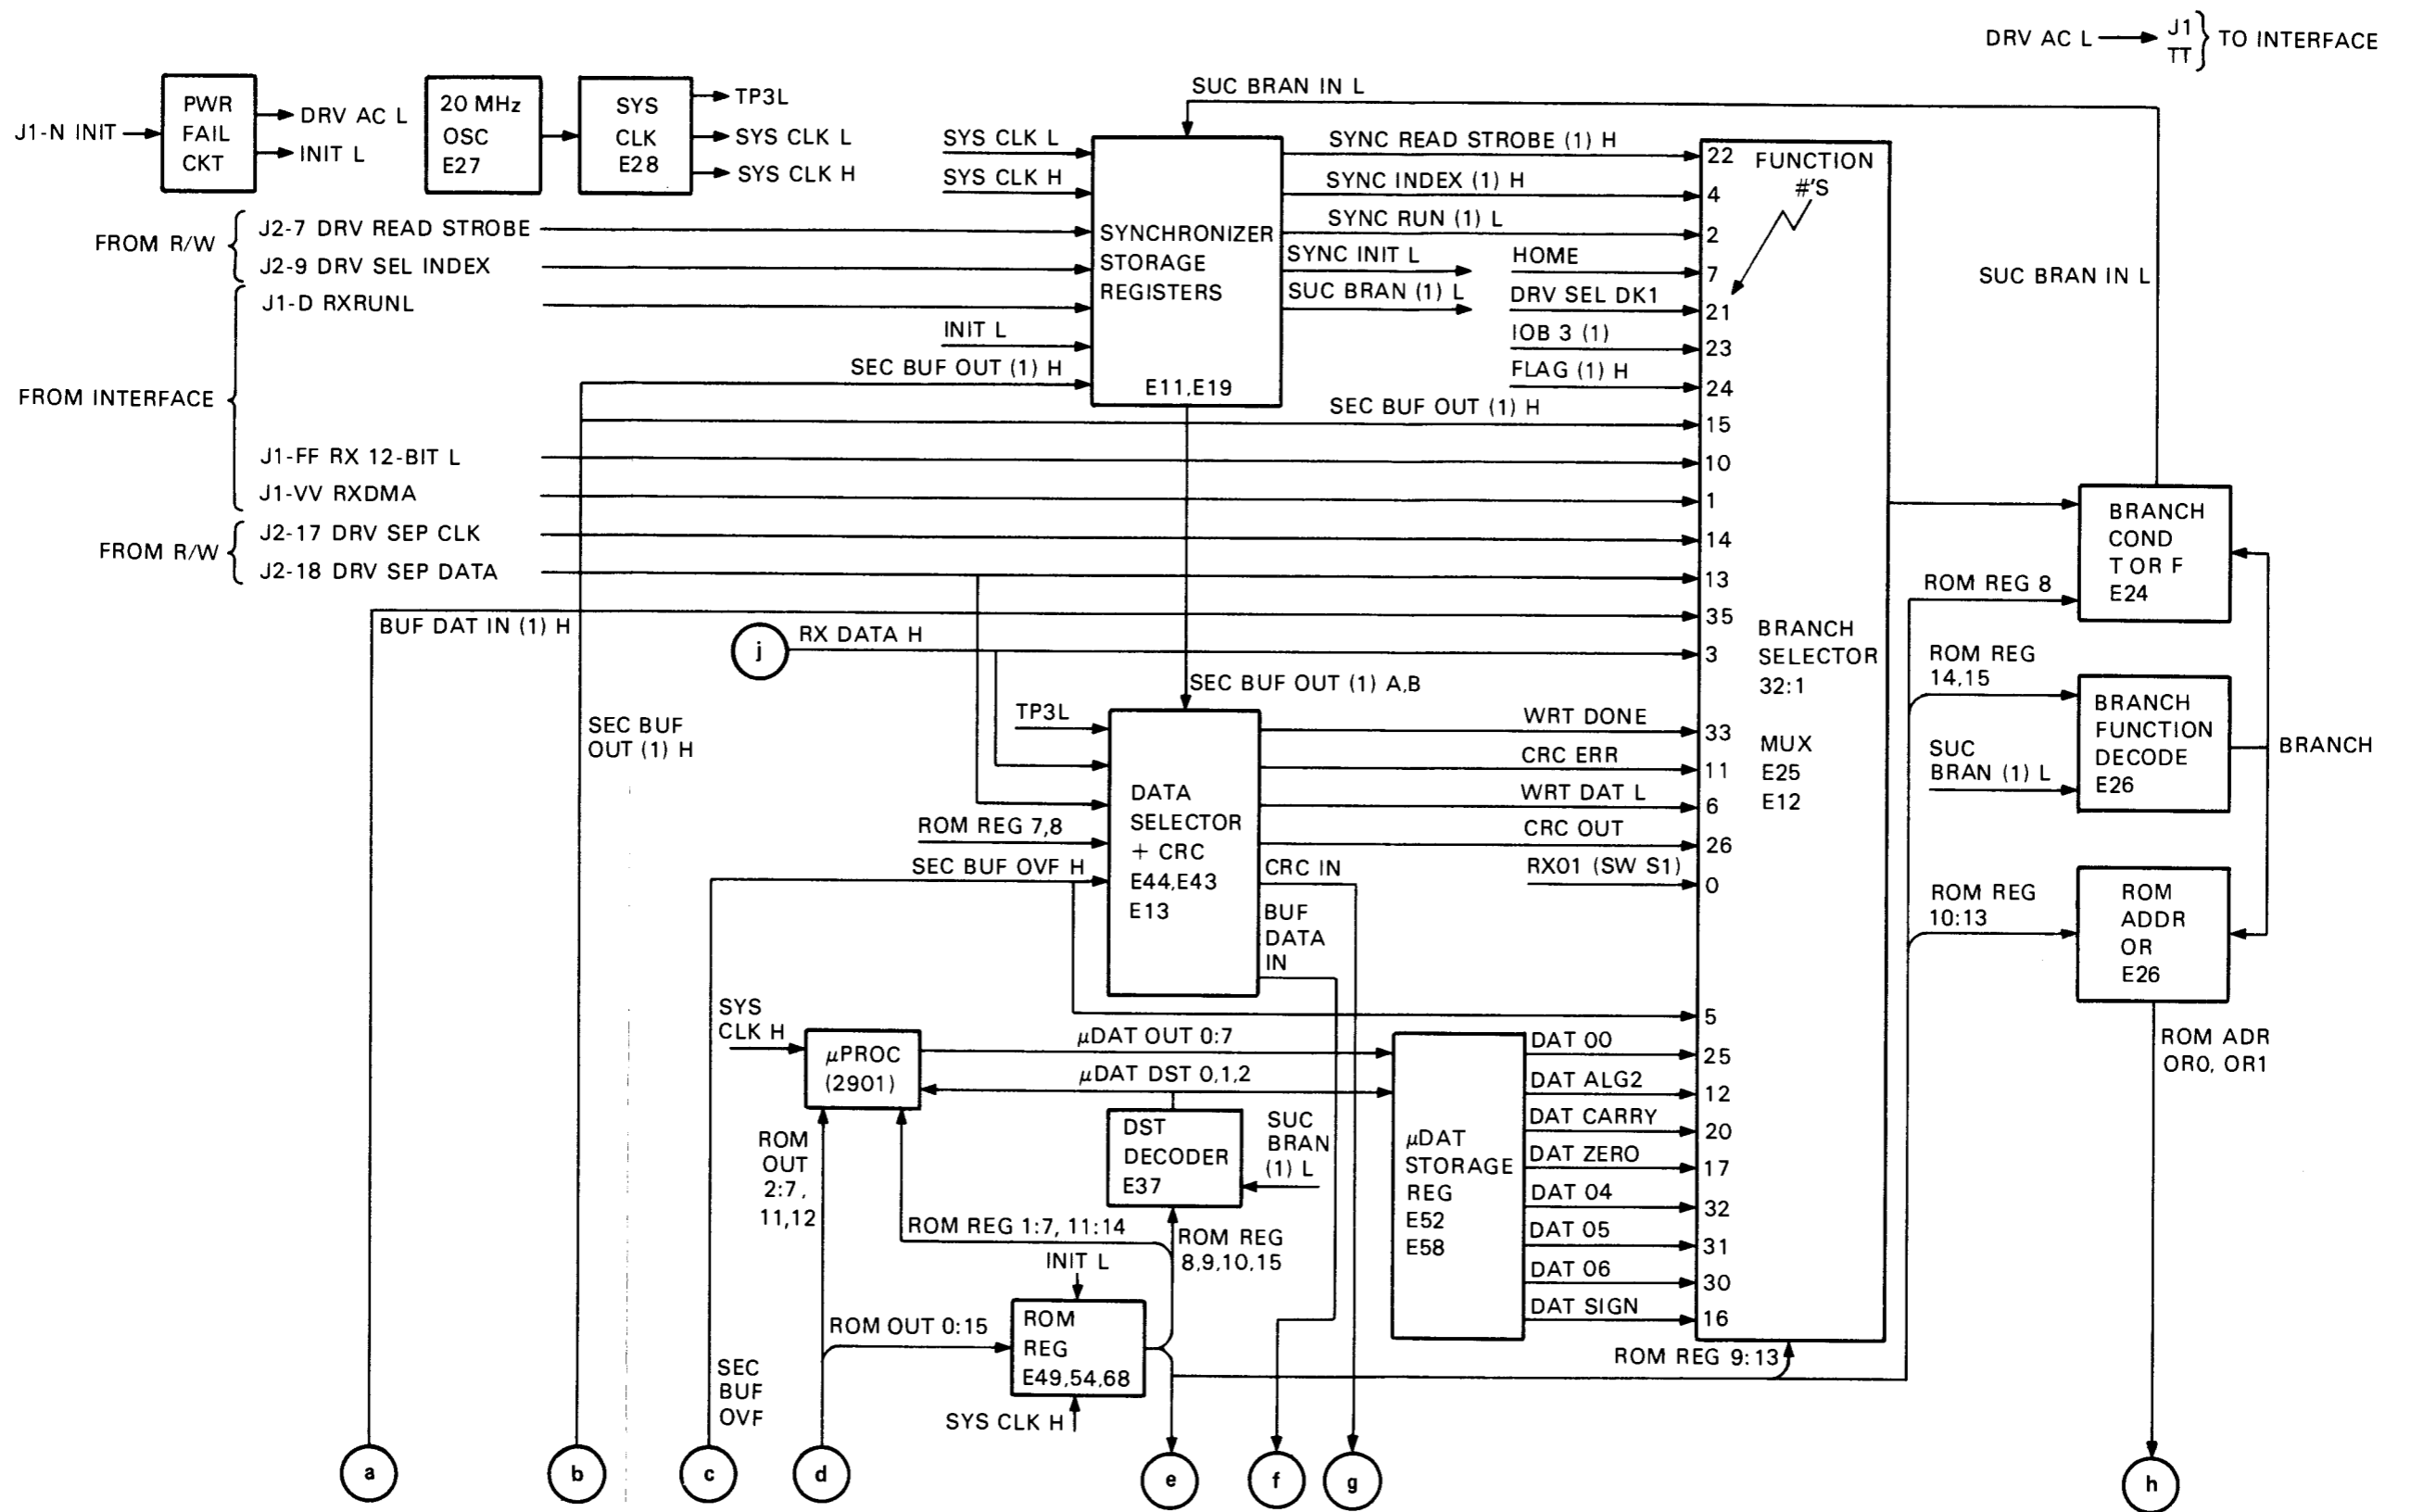 DRV AC L
J1
TT
TO INTERFACE
J1-N INIT
PWR
FAIL
CKT
DRV AC L
INIT L
20 MHz
OSC
E27
SYS
CLK
E28
TP3L
SYS CLK L
SYS CLK H
SUC BRAN IN L
SYS CLK L
SYS CLK H
FROM R/W
J2-7 DRV READ STROBE
J2-9 DRV SEL INDEX
FROM INTERFACE
J1-D RXRUNL
INIT L
SEC BUF OUT (1) H
SYNCHRONIZER
STORAGE
REGISTERS
E11,E19
SYNC READ STROBE (1) H
SYNC INDEX (1) H
SYNC RUN (1) L
SYNC INIT L
SUC BRAN (1) L
HOME
DRV SEL DK1
IOB 3 (1)
FLAG (1) H
SEC BUF OUT (1) H
J1-FF RX 12-BIT L
J1-VV RXDMA
FROM R/W
J2-17 DRV SEP CLK
J2-18 DRV SEP DATA
BUF DAT IN (1) H
j
RX DATA H
SEC BUF OUT (1) A,B
SEC BUF
OUT (1) H
22
4
2
7
21
23
24
15
10
1
14
13
35
3
33
11
6
26
0
5
25
12
20
17
32
31
30
16
FUNCTION
#'S
BRANCH
SELECTOR
32:1
MUX
E25
E12
SUC BRAN IN L
BRANCH
COND
T OR F
E24
ROM REG 8
ROM REG
14,15
SUC
BRAN (1) L
BRANCH
FUNCTION
DECODE
E26
BRANCH
ROM REG
10:13
ROM
ADDR
OR
E26
ROM ADR
OR0, OR1
TP3L
ROM REG 7,8
SEC BUF OVF H
DATA
SELECTOR
+ CRC
E44,E43
E13
WRT DONE
CRC ERR
WRT DAT L
CRC OUT
RX01 (SW S1)
CRC IN
BUF
DATA
IN
SYS
CLK H
μPROC
(2901)
μDAT OUT 0:7
μDAT DST 0,1,2
DST
DECODER
E37
SUC
BRAN
(1) L
μDAT
STORAGE
REG
E52
E58
DAT 00
DAT ALG2
DAT CARRY
DAT ZERO
DAT 04
DAT 05
DAT 06
DAT SIGN
ROM
OUT
2:7,
11,12
ROM REG 1:7, 11:14
ROM REG
8,9,10,15
INIT L
ROM OUT 0:15
ROM
REG
E49,54,68
SYS CLK H
ROM REG 9:13
SEC
BUF
OVF
a
b
c
d
e
f
g
h